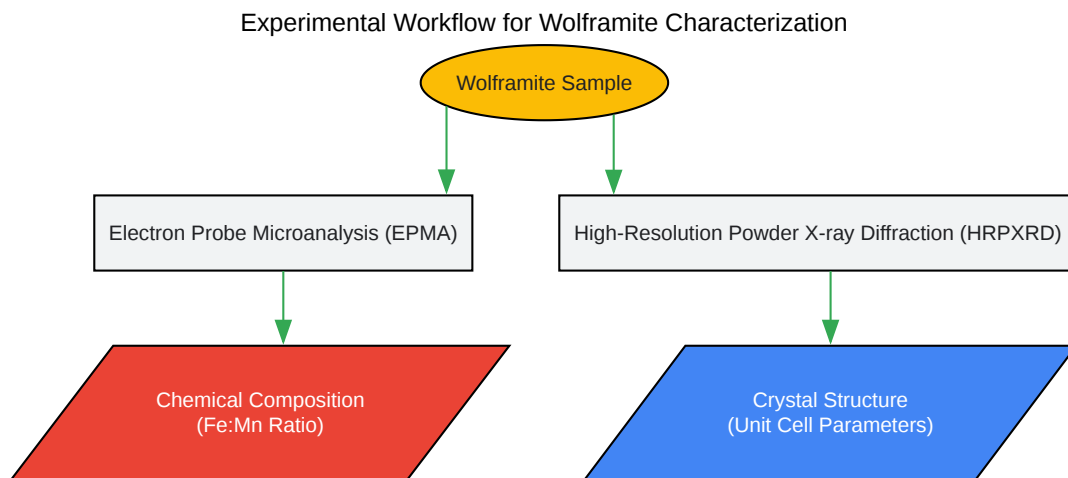 Experimental Workflow for Wolframite Characterization
Wolframite Sample
Electron Probe Microanalysis (EPMA)
High-Resolution Powder X-ray Diffraction (HRPXRD)
Chemical Composition
(Fe:Mn Ratio)
Crystal Structure
(Unit Cell Parameters)